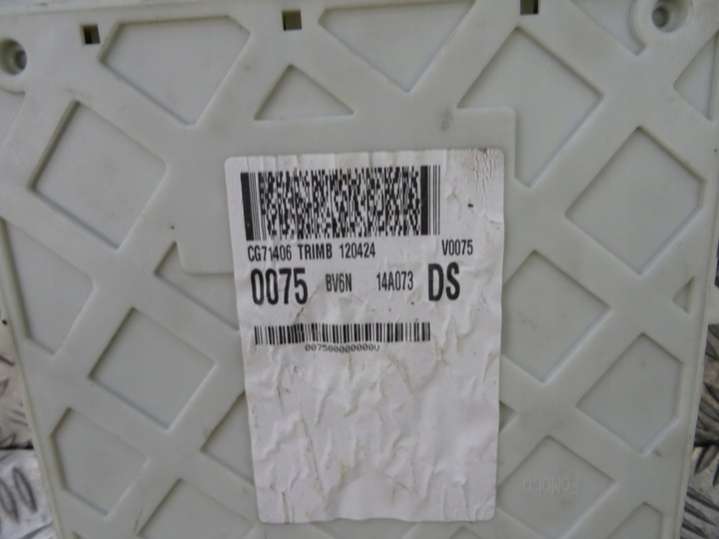 CG71406 TRIMB 120424 V0075
0075 BV6N 14A073 DS